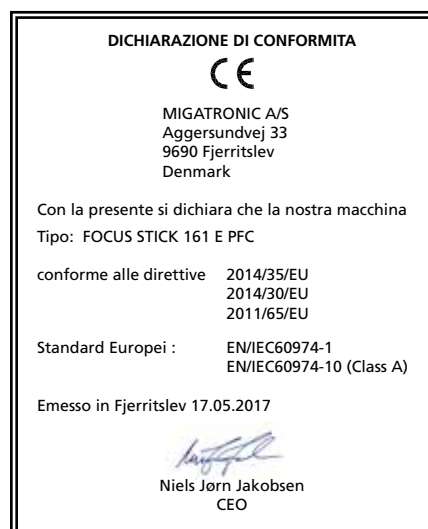 DICHIARAZIONE DI CONFORMITA
CE
MIGATRONIC A/S
Aggersundvej 33
9690 Fjerritslev
Denmark
Con la presente si dichiara che la nostra macchina
Tipo: FOCUS STICK 161 E PFC
conforme alle direttive 2014/35/EU
2014/30/EU
2011/65/EU
Standard Europei : EN/IEC60974-1
EN/IEC60974-10 (Class A)
Emesso in Fjerritslev 17.05.2017
Niels Jørn Jakobsen
CEO